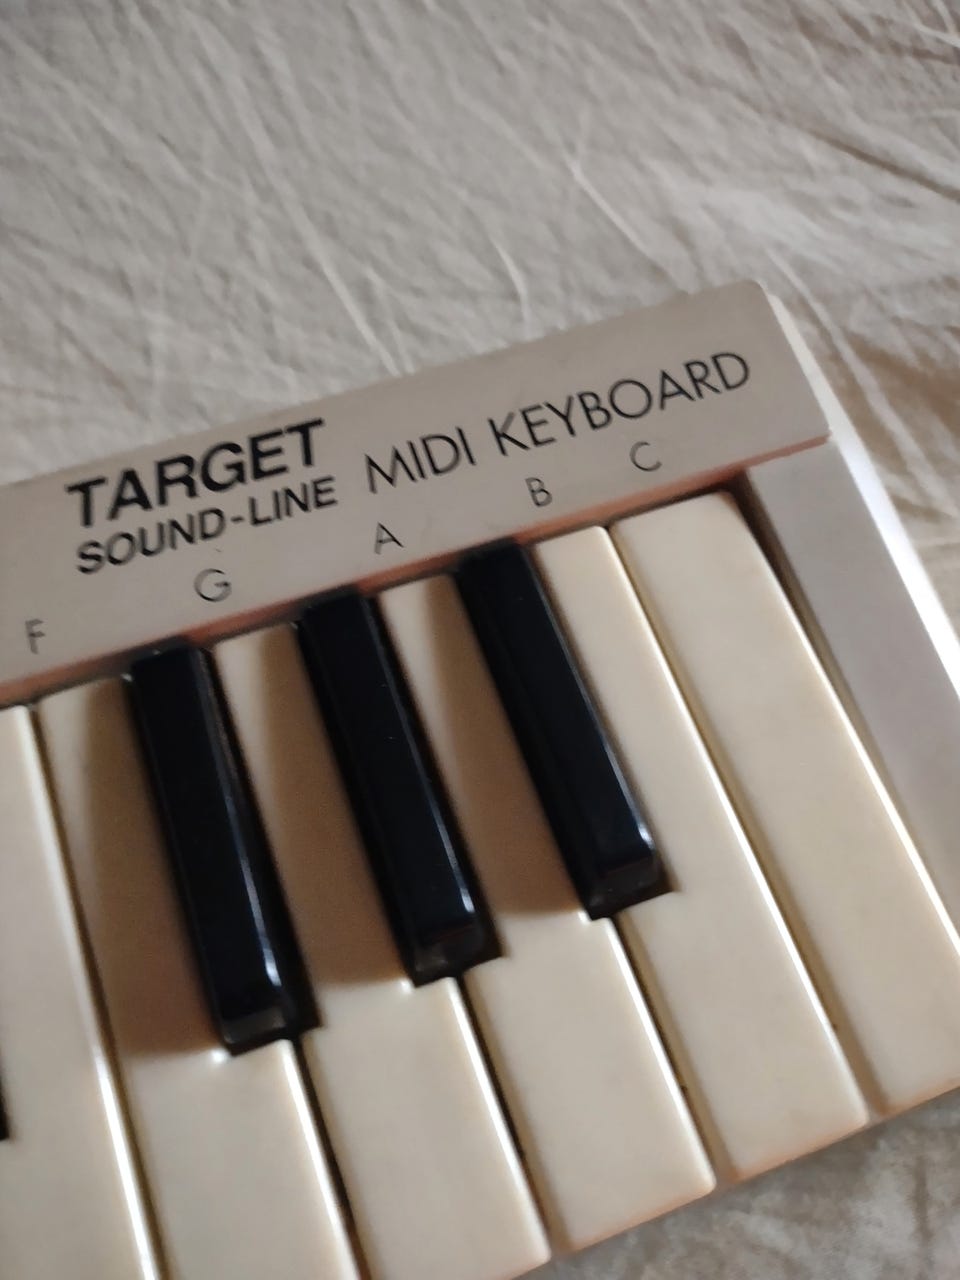 TARGET
SOUND-LINE
MIDI KEYBOARD
F G A B C